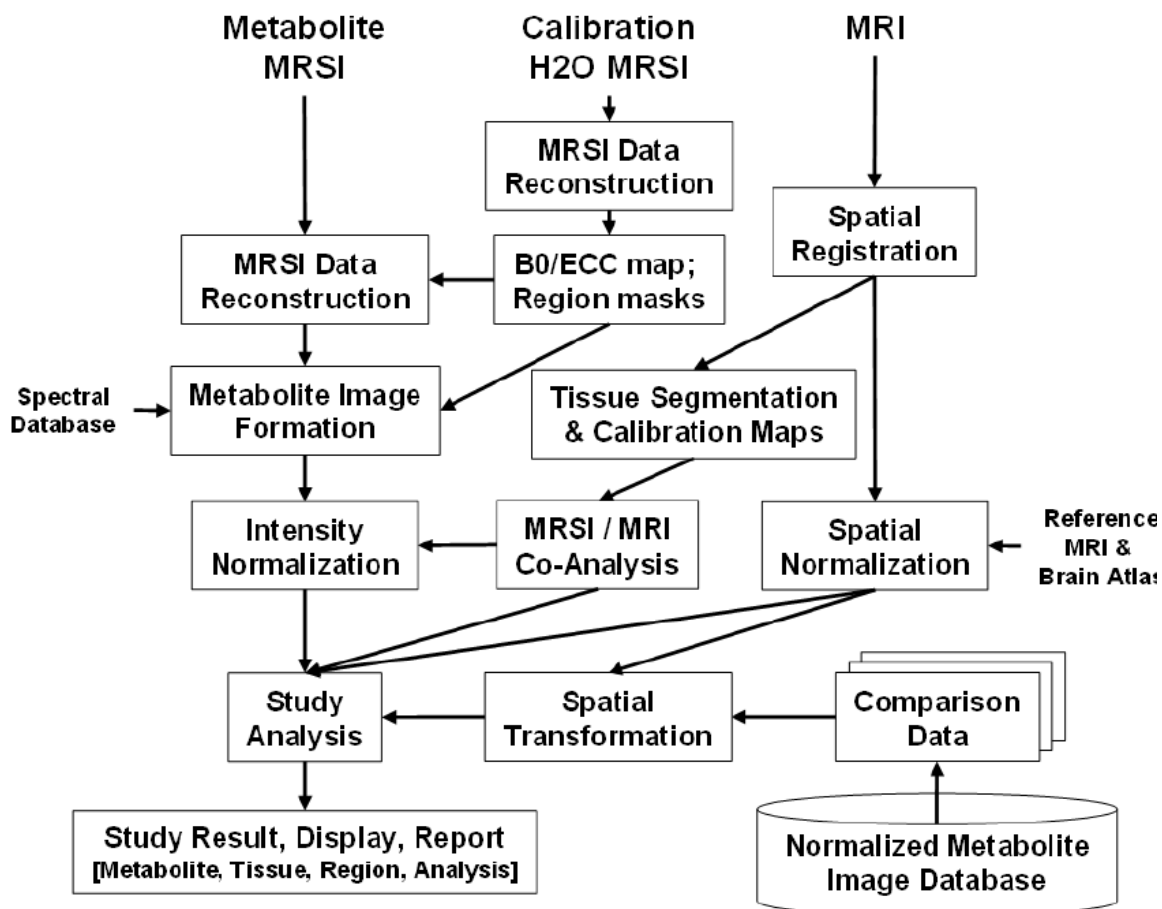 Metabolite
MRSI
Calibration
H2O MRSI
MRI
MRSI Data
Reconstruction
Spatial
Registration
MRSI Data
Reconstruction
B0/ECC map;
Region masks
Spectral
Database
Metabolite Image
Formation
Tissue Segmentation
& Calibration Maps
Intensity
Normalization
MRSI / MRI
Co-Analysis
Spatial
Normalization
Reference
MRI &
Brain Atlas
Study
Analysis
Spatial
Transformation
Comparison
Data
Study Result, Display, Report
[Metabolite, Tissue, Region, Analysis]
Normalized Metabolite
Image Database